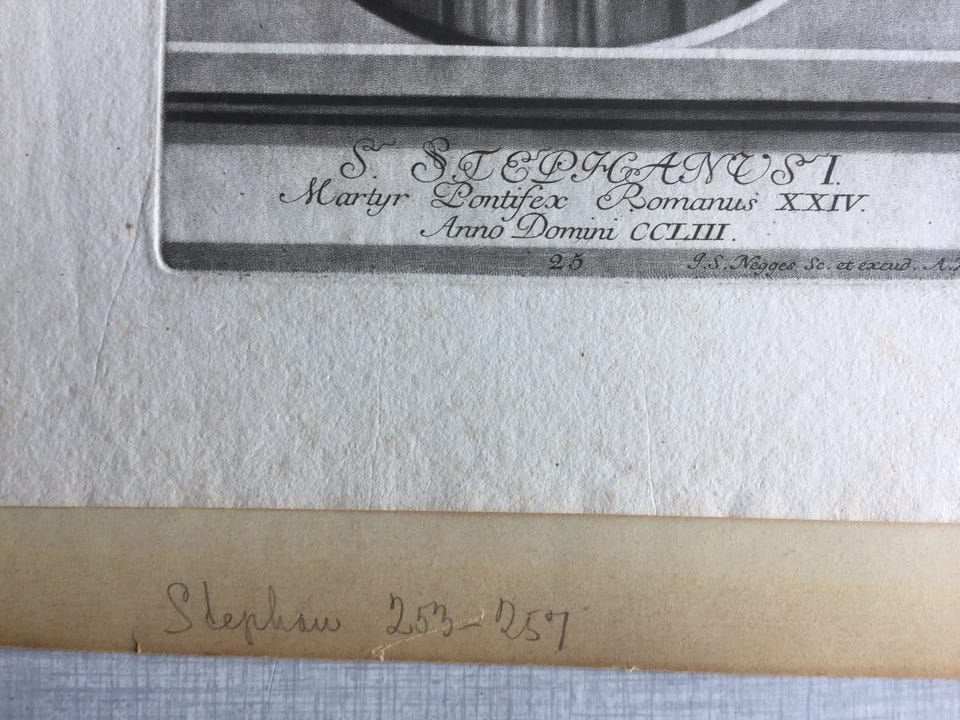 S. STEPHANUS I.
Martyr Pontifex Romanus XXIV.
Anno Domini CCLIII.
25 J. S. Negges Sc. et excud. A.
Stephan 253-257